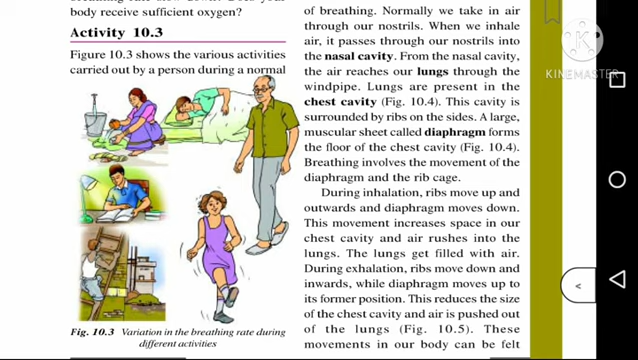 body receive sufficient oxygen?
Activity 10.3
Figure 10.3 shows the various activities
carried out by a person during a normal
Fig. 10.3 Variation in the breathing rate during
different activities
of breathing. Normally we take in air
through our nostrils. When we inhale
air, it passes through our nostrils into
the nasal cavity. From the nasal cavity,
the air reaches our lungs through the
windpipe. Lungs are present in the
chest cavity (Fig. 10.4). This cavity is
surrounded by ribs on the sides. A large,
muscular sheet called diaphragm forms
the floor of the chest cavity (Fig. 10.4).
Breathing involves the movement of the
diaphragm and the rib cage.
During inhalation, ribs move up and
outwards and diaphragm moves down.
This movement increases space in our
chest cavity and air rushes into the
lungs. The lungs get filled with air.
During exhalation, ribs move down and
inwards, while diaphragm moves up to
its former position. This reduces the size
of the chest cavity and air is pushed out
of the lungs (Fig. 10.5). These
movements in our body can be felt
KINEMASTER